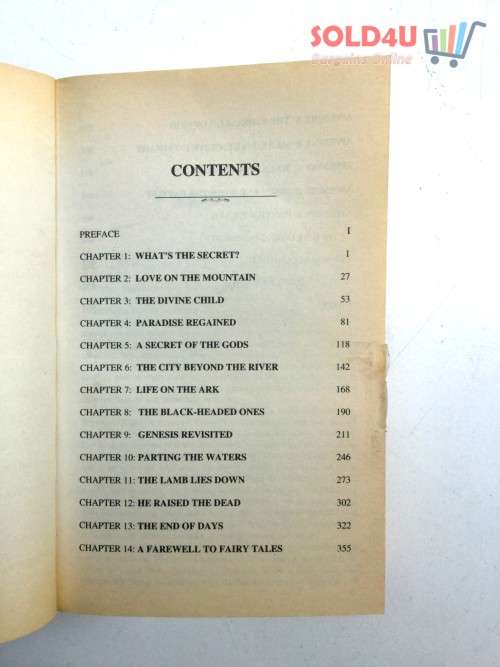 SOLD4U
Bargains Online
CONTENTS
PREFACE I
CHAPTER 1: WHAT'S THE SECRET? 1
CHAPTER 2: LOVE ON THE MOUNTAIN 27
CHAPTER 3: THE DIVINE CHILD 53
CHAPTER 4: PARADISE REGAINED 81
CHAPTER 5: A SECRET OF THE GODS 118
CHAPTER 6: THE CITY BEYOND THE RIVER 142
CHAPTER 7: LIFE ON THE ARK 168
CHAPTER 8: THE BLACK-HEADED ONES 190
CHAPTER 9: GENESIS REVISITED 211
CHAPTER 10: PARTING THE WATERS 246
CHAPTER 11: THE LAMB LIES DOWN 273
CHAPTER 12: HE RAISED THE DEAD 302
CHAPTER 13: THE END OF DAYS 322
CHAPTER 14: A FAREWELL TO FAIRY TALES 355